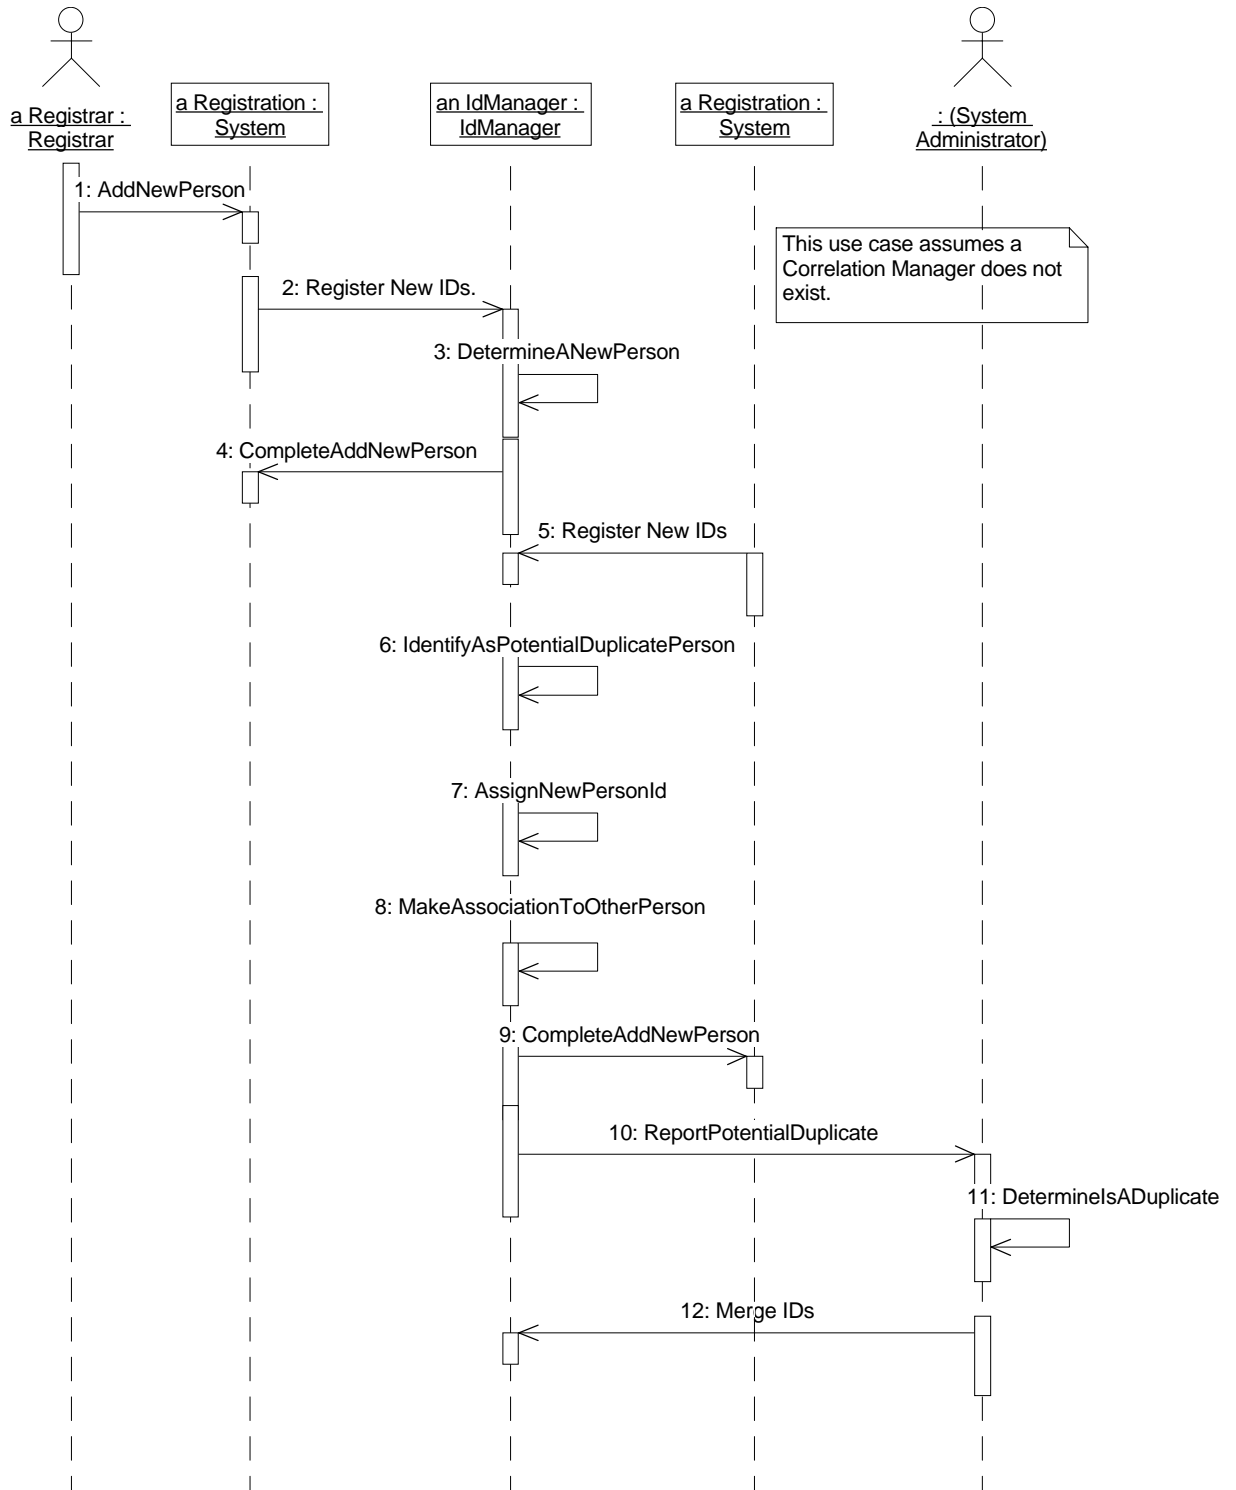 a Registrar :
Registrar
a Registration :
System
an IdManager :
IdManager
a Registration :
System
: (System
Administrator)
1: AddNewPerson
This use case assumes a
Correlation Manager does not
exist.
2: Register New IDs.
3: DetermineANewPerson
4: CompleteAddNewPerson
5: Register New IDs
6: IdentifyAsPotentialDuplicatePerson
7: AssignNewPersonId
8: MakeAssociationToOtherPerson
9: CompleteAddNewPerson
10: ReportPotentialDuplicate
11: DetermineIsADuplicate
12: Merge IDs